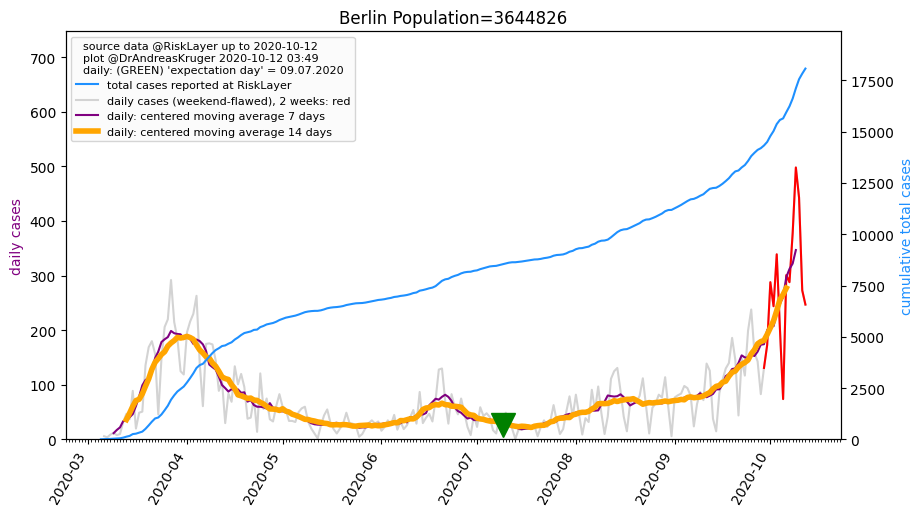 Berlin Population=3644826
source data @RiskLayer up to 2020-10-12
plot @DrAndreasKruger 2020-10-12 03:49
daily: (GREEN) 'expectation day' = 09.07.2020
total cases reported at RiskLayer
daily cases (weekend-flawed), 2 weeks: red
daily: centered moving average 7 days
daily: centered moving average 14 days
daily cases
700
600
500
400
300
200
100
0
cumulative total cases
17500
15000
12500
10000
7500
5000
2500
0
2020-03
2020-04
2020-05
2020-06
2020-07
2020-08
2020-09
2020-10